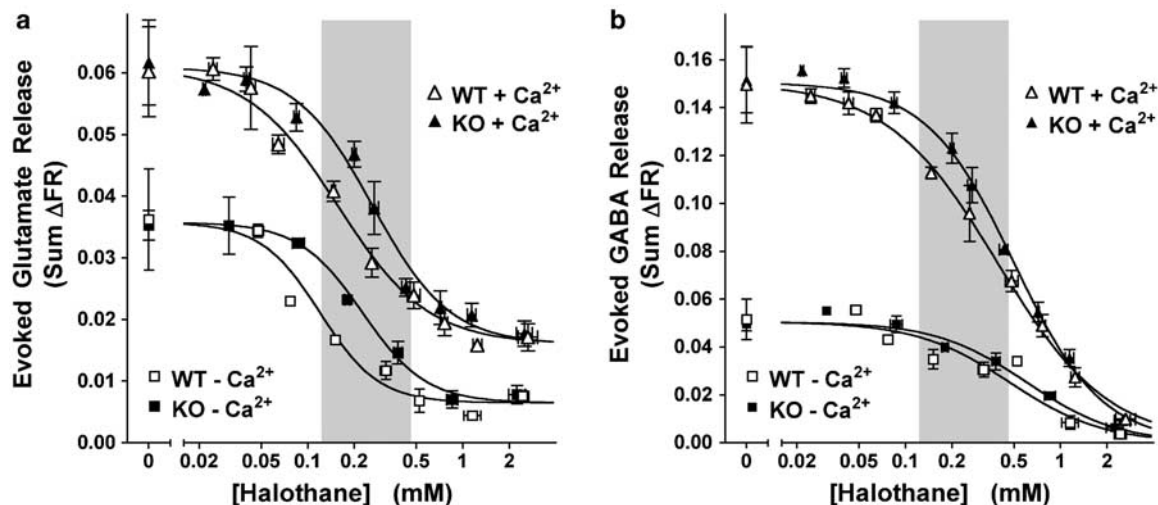 a
Evoked Glutamate Release
(Sum ΔFR)
0.06
0.05
0.04
0.03
0.02
0.01
0.00
WT + Ca²⁺
KO + Ca²⁺
WT - Ca²⁺
KO - Ca²⁺
0 0.02 0.05 0.1 0.2 0.5 1 2
[Halothane] (mM)
b
Evoked GABA Release
(Sum ΔFR)
0.16
0.14
0.12
0.10
0.08
0.06
0.04
0.02
0.00
WT + Ca²⁺
KO + Ca²⁺
WT - Ca²⁺
KO - Ca²⁺
0 0.02 0.05 0.1 0.2 0.5 1 2
[Halothane] (mM)